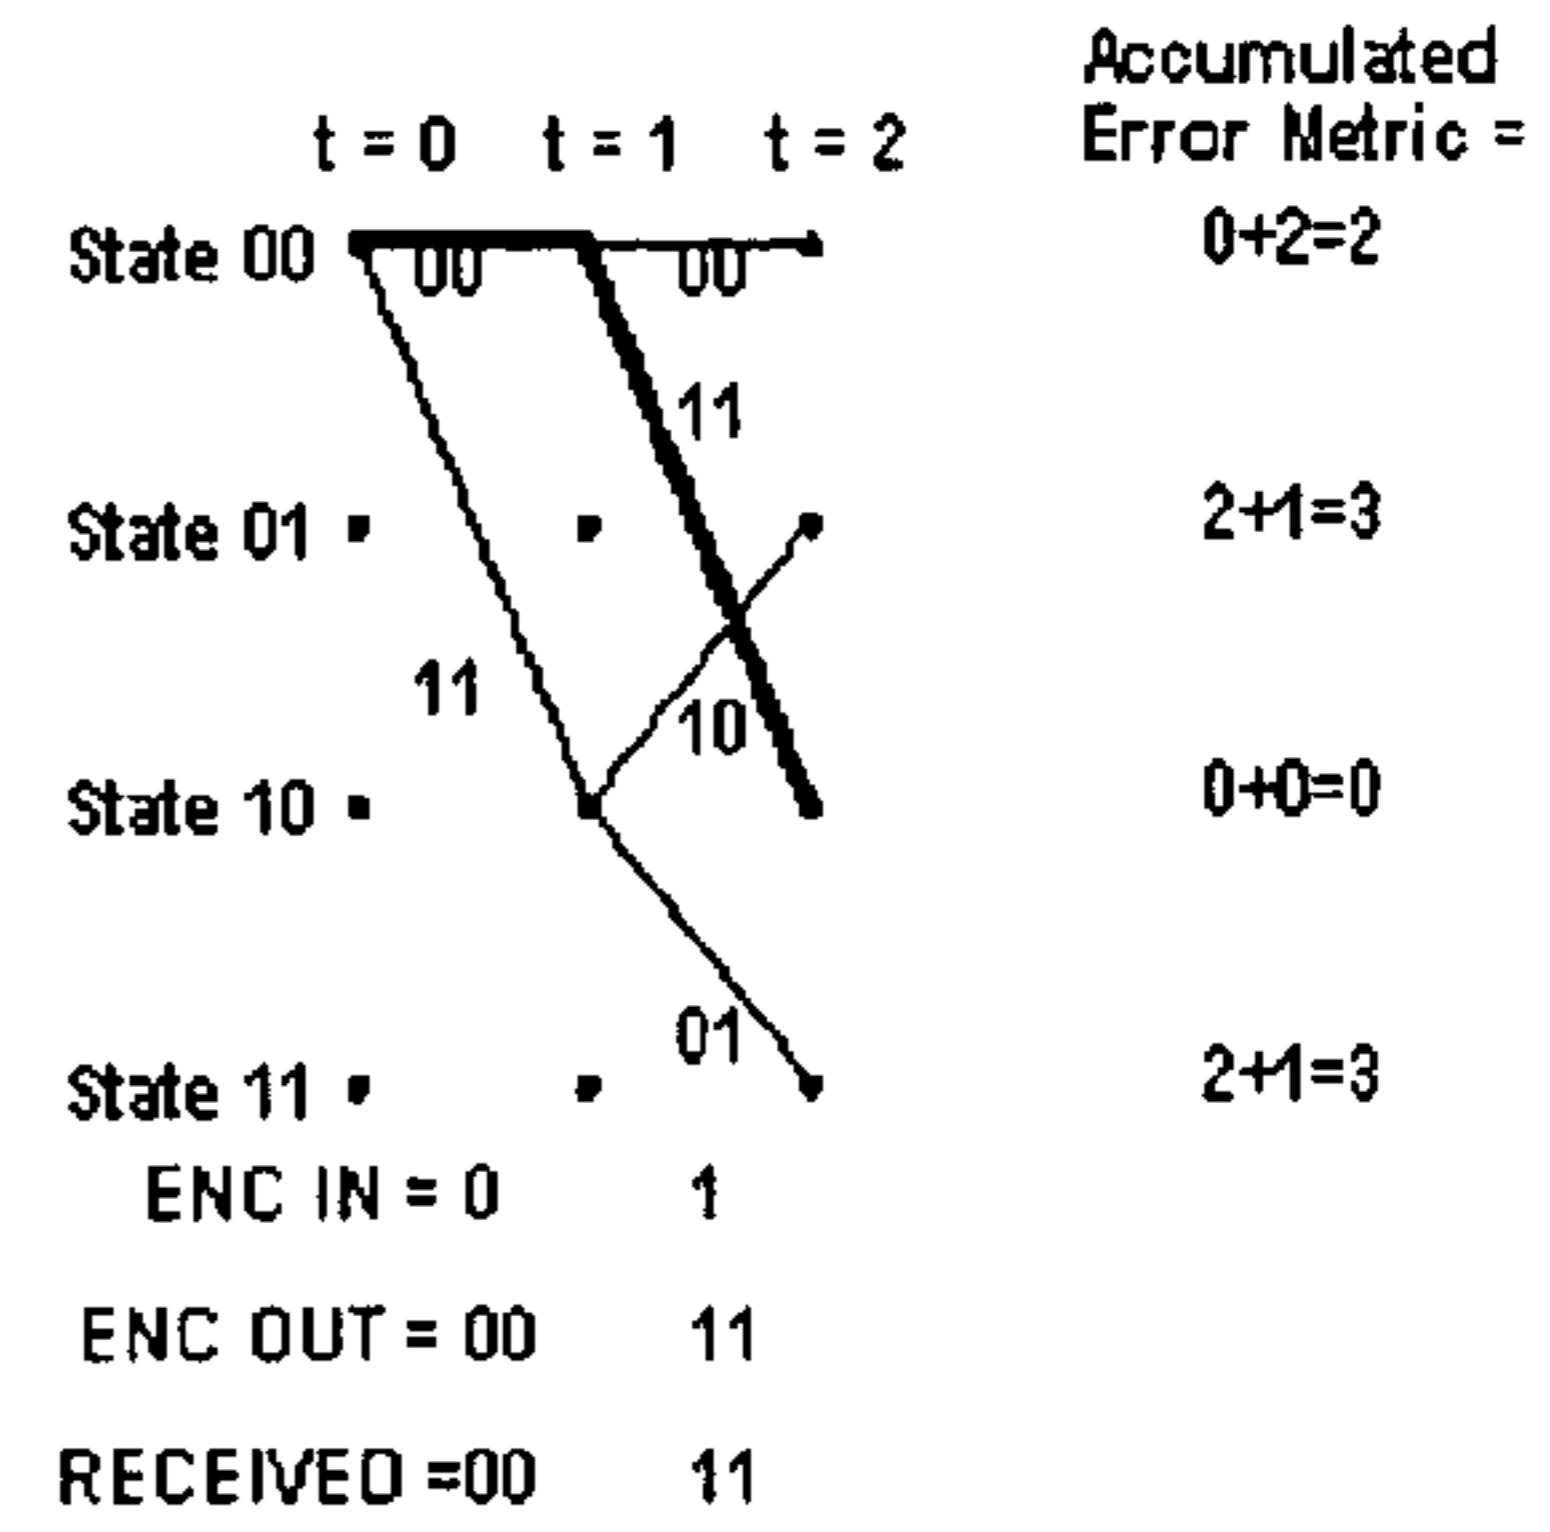 Accumulated
Error Metric =
t = 0 t = 1 t = 2
State 00 00 00 0+2=2
11
State 01 2+1=3
11 10
State 10 0+0=0
01
State 11 2+1=3
ENC IN = 0 1
ENC OUT = 00 11
RECEIVED =00 11